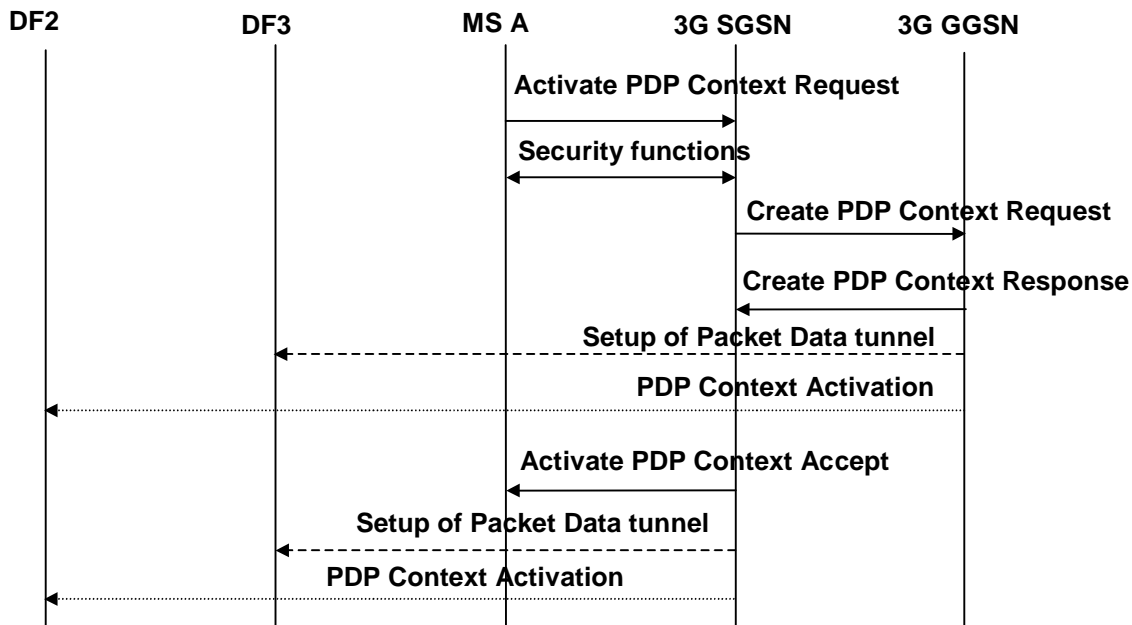 DF2 DF3 MS A 3G SGSN 3G GGSN
Activate PDP Context Request
Security functions
Create PDP Context Request
Create PDP Context Response
Setup of Packet Data tunnel
PDP Context Activation
Activate PDP Context Accept
Setup of Packet Data tunnel
PDP Context Activation